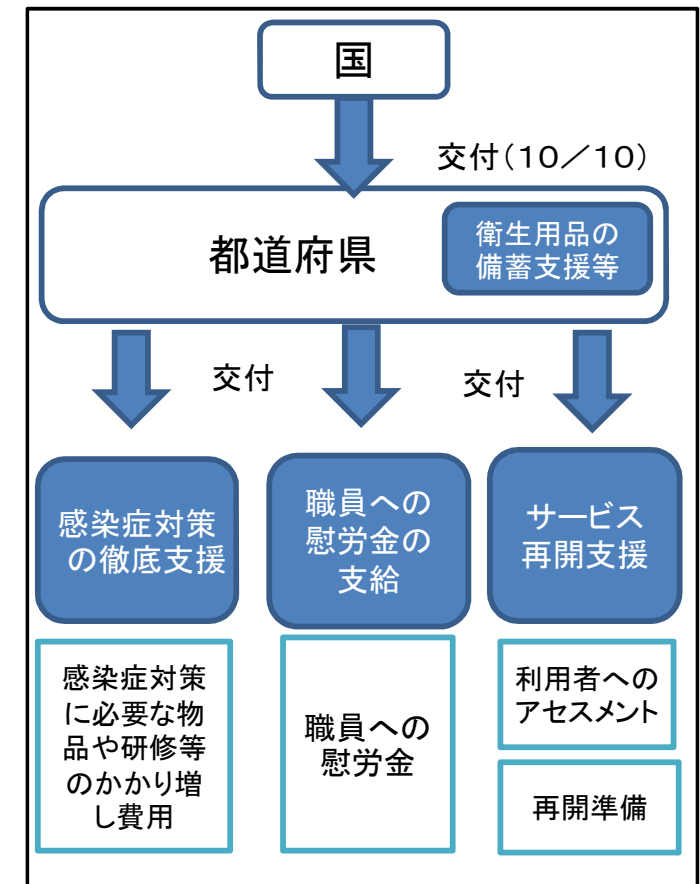 国
交付(10/10)
都道府県
衛生用品の
備蓄支援等
交付
交付
感染症対策
の徹底支援
職員への
慰労金の
支給
サービス
再開支援
感染症対策
に必要な物
品や研修等
のかかり増
し費用
職員への
慰労金
利用者への
アセスメント
再開準備